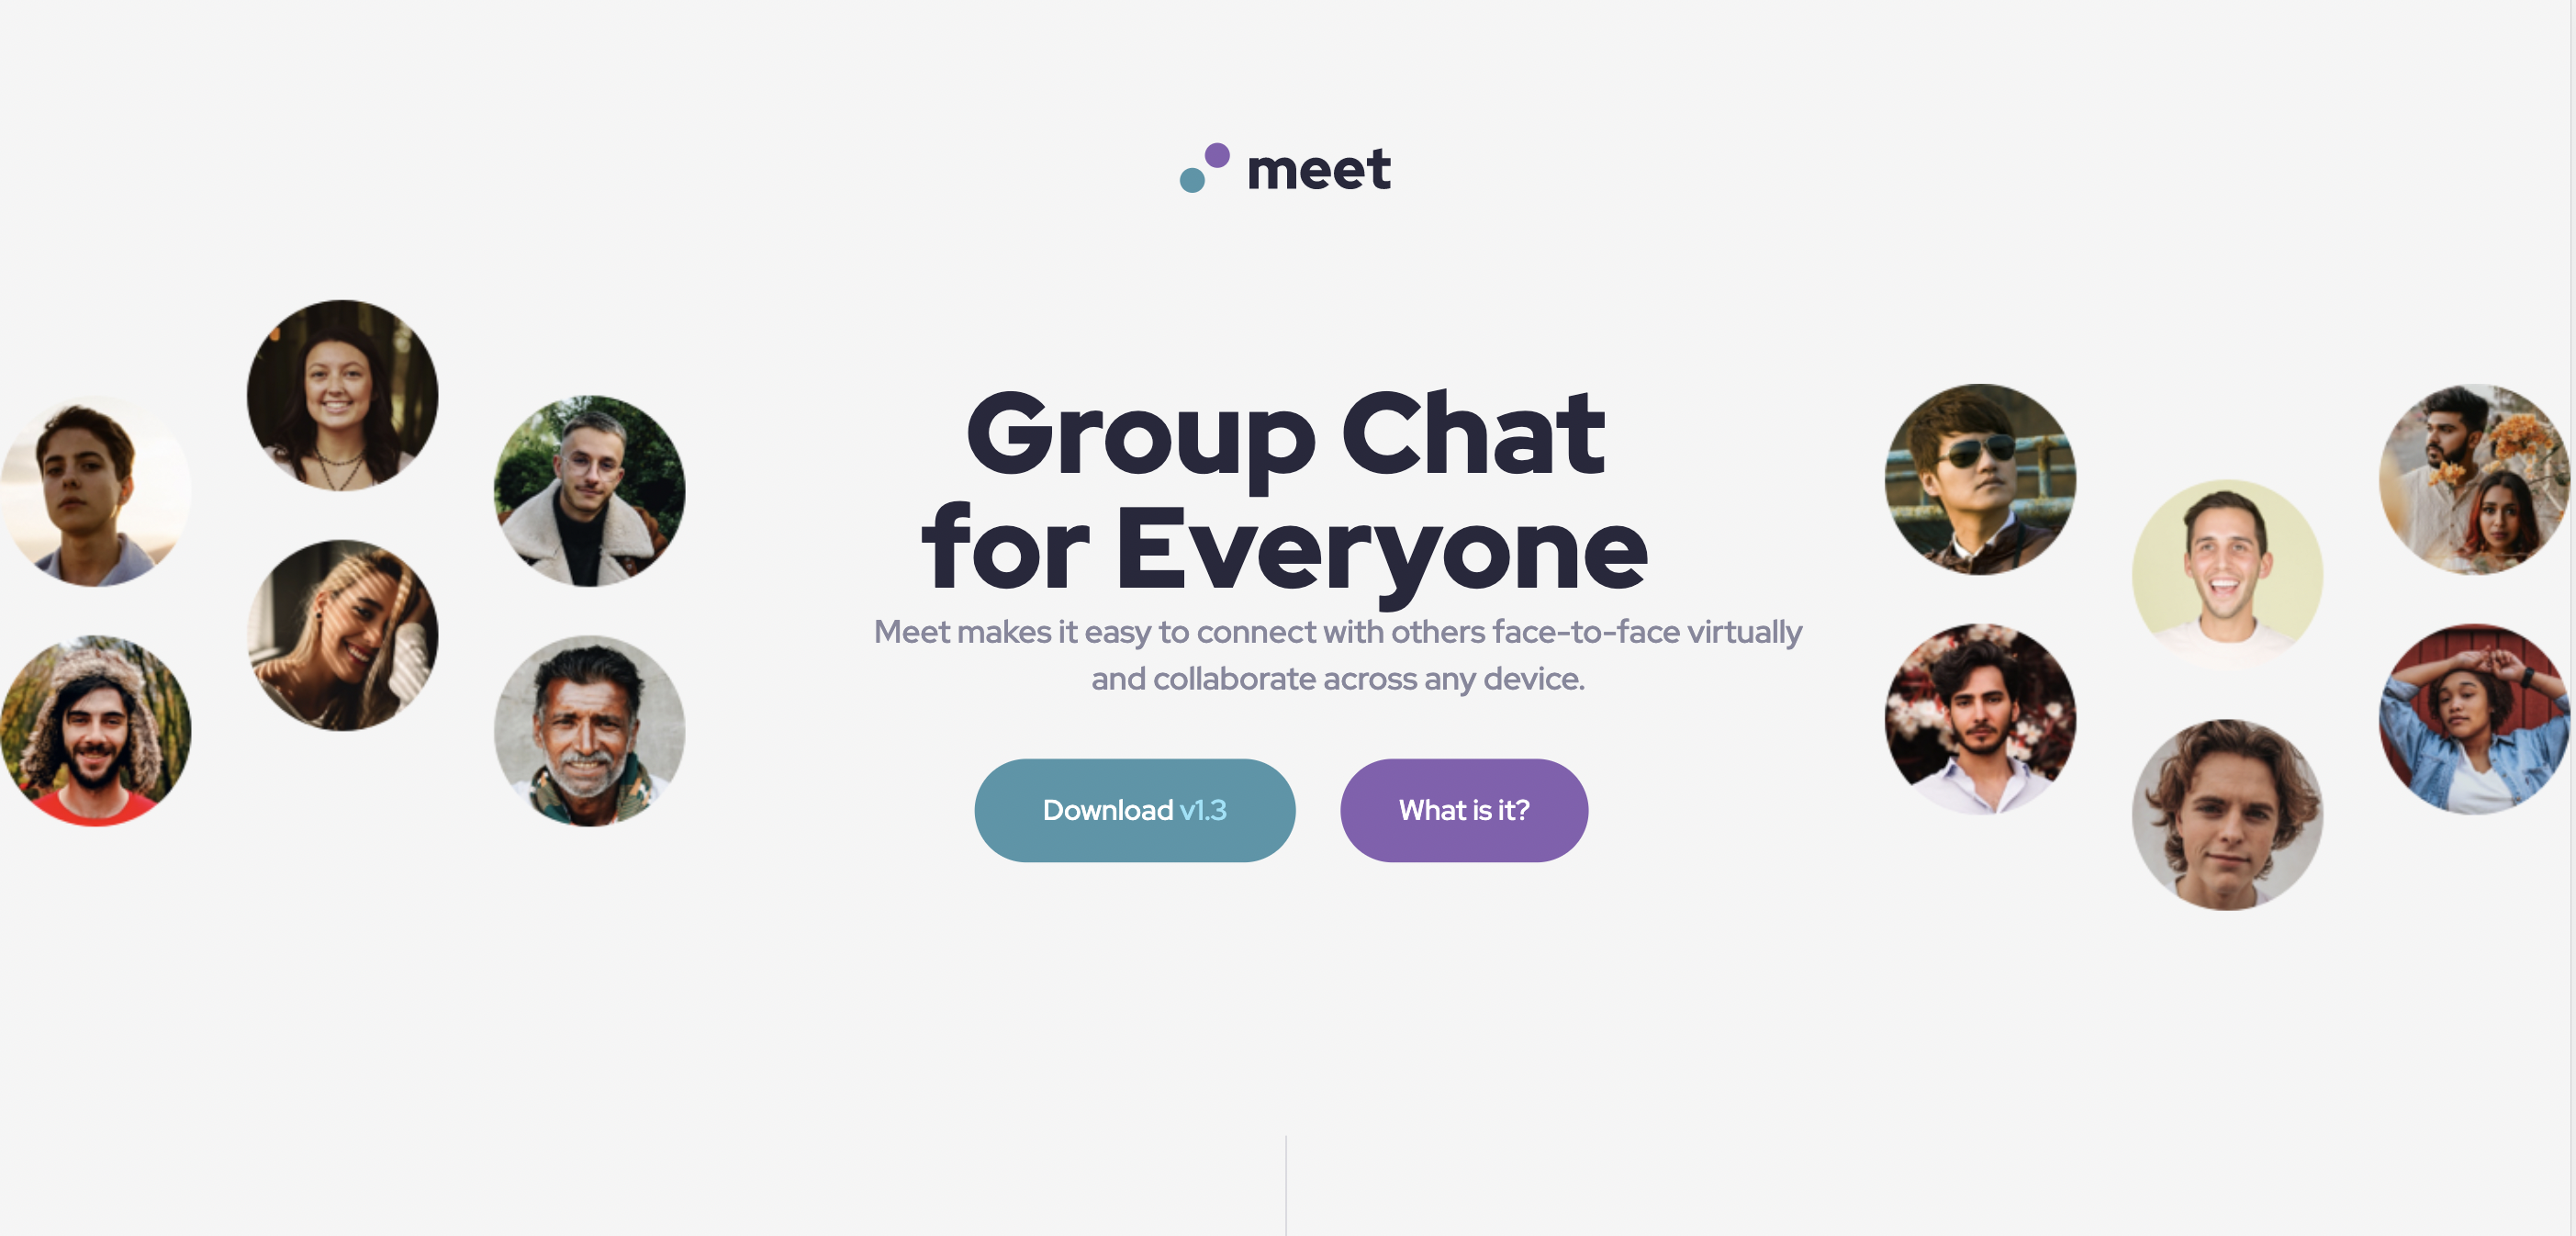 meet
Group Chat
for Everyone
Meet makes it easy to connect with others face-to-face virtually
and collaborate across any device.
Download v1.3
What is it?